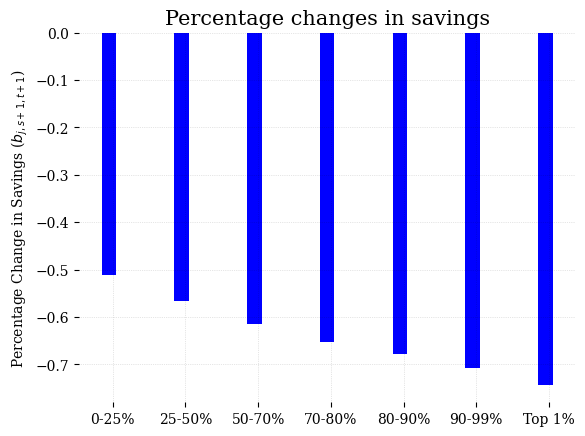 Percentage changes in savings
Percentage Change in Savings ($b_{j,s+1,t+1}$)
0.0
−0.1
−0.2
−0.3
−0.4
−0.5
−0.6
−0.7
0-25% 25-50% 50-70% 70-80% 80-90% 90-99% Top 1%